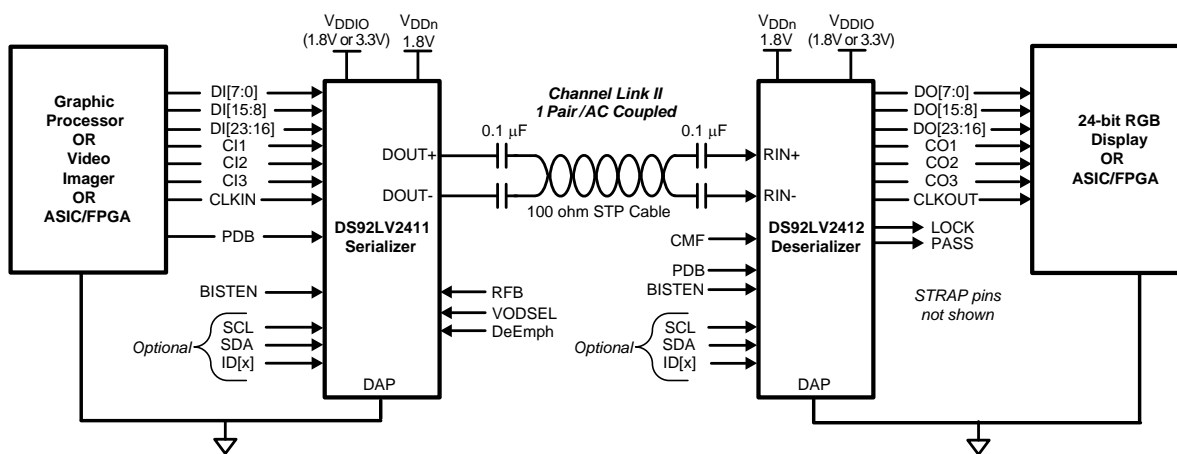 VDDIO
(1.8V or 3.3V)
VDDn
1.8V
VDDn
1.8V
VDDIO
(1.8V or 3.3V)
Graphic
Processor
OR
Video
Imager
OR
ASIC/FPGA
DI[7:0]
DI[15:8]
DI[23:16]
CI1
CI2
CI3
CLKIN
PDB
BISTEN
Optional
SCL
SDA
ID[x]
DOUT+
DOUT-
DS92LV2411
Serializer
DAP
RFB
VODSEL
DeEmph
Channel Link II
1 Pair/AC Coupled
0.1 μF
0.1 μF
100 ohm STP Cable
RIN+
RIN-
DS92LV2412
Deserializer
DAP
CMF
PDB
BISTEN
Optional
SCL
SDA
ID[x]
DO[7:0]
DO[15:8]
DO[23:16]
CO1
CO2
CO3
CLKOUT
LOCK
PASS
STRAP pins
not shown
24-bit RGB
Display
OR
ASIC/FPGA